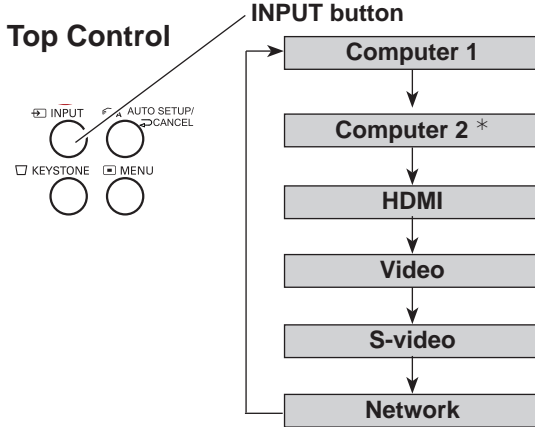 INPUT button
Top Control
INPUT
A AUTO SETUP/
CANCEL
KEYSTONE
MENU
Computer 1
Computer 2 *
HDMI
Video
S-video
Network